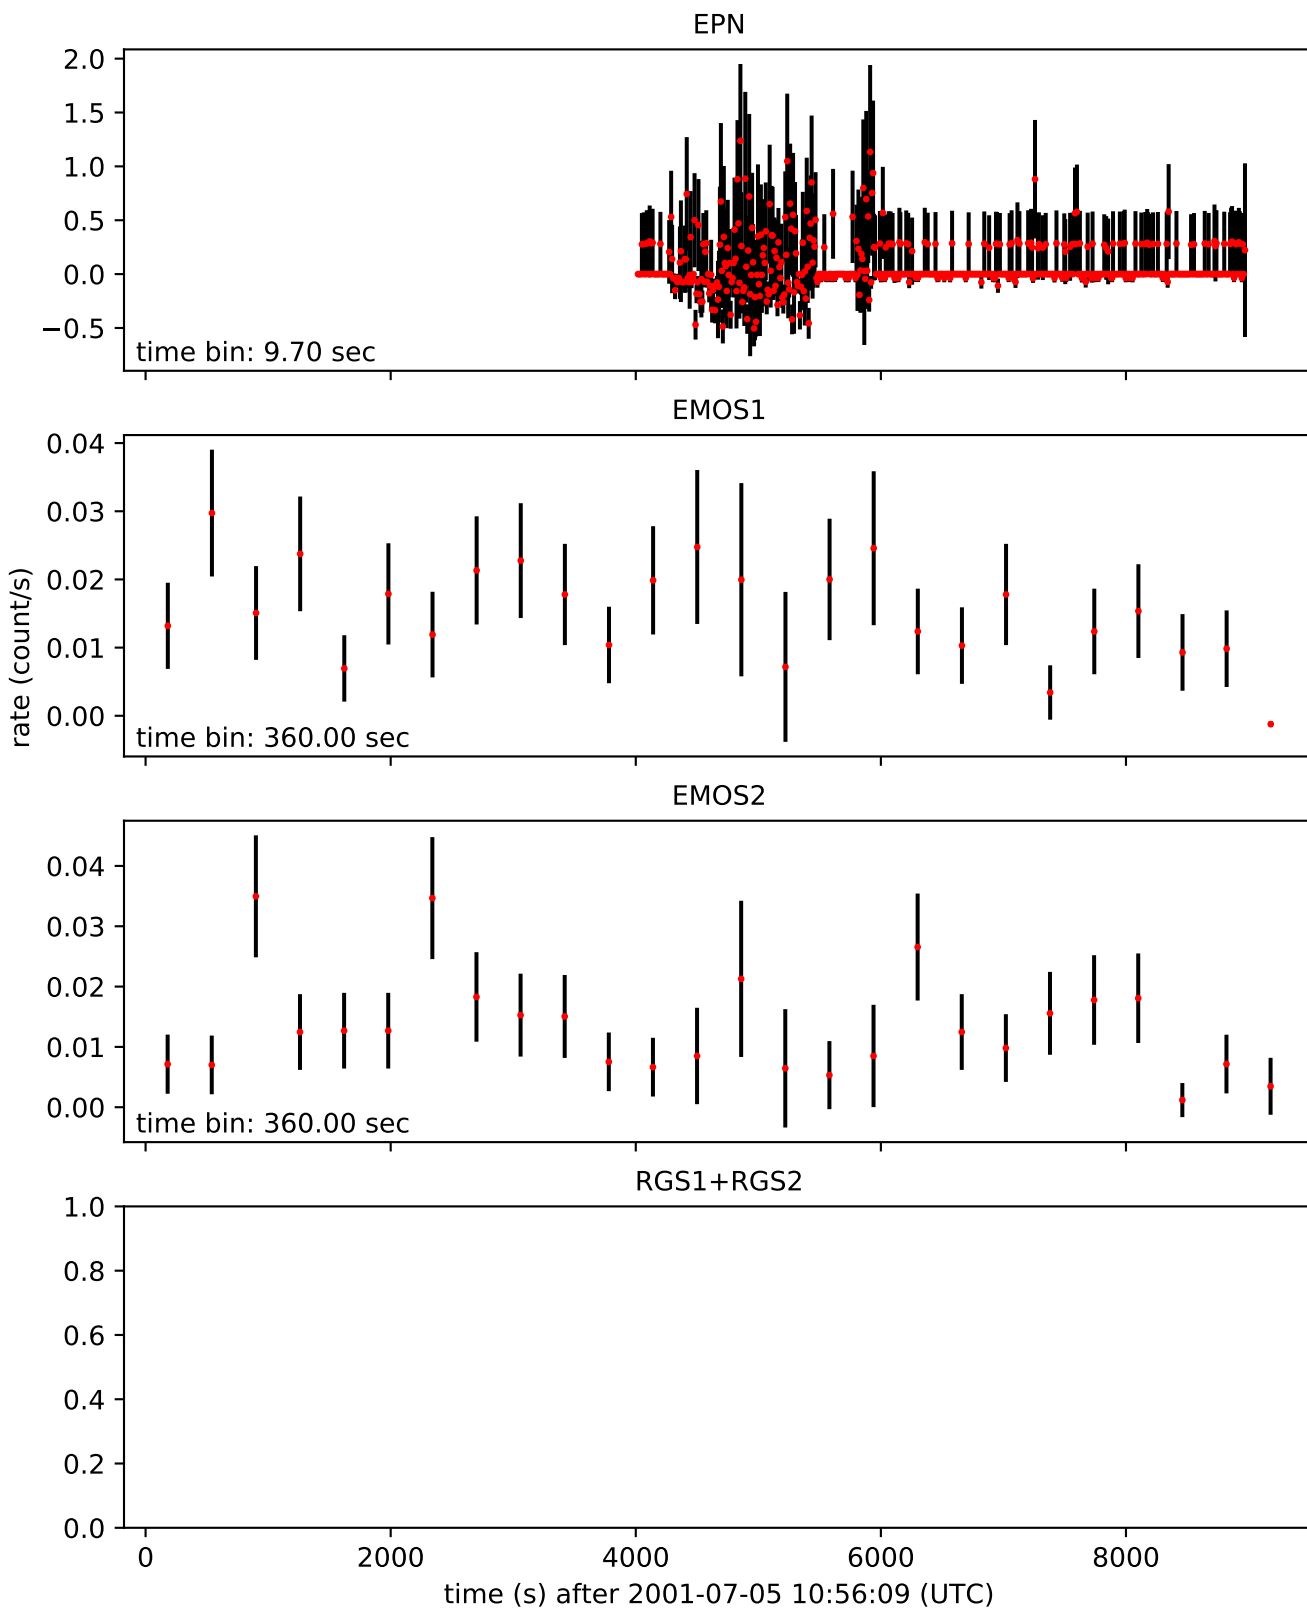 EPN
2.0
1.5
1.0
0.5
0.0
−0.5
time bin: 9.70 sec
EMOS1
0.04
0.03
0.02
0.01
0.00
time bin: 360.00 sec
rate (count/s)
EMOS2
0.04
0.03
0.02
0.01
0.00
time bin: 360.00 sec
RGS1+RGS2
1.0
0.8
0.6
0.4
0.2
0.0
0 2000 4000 6000 8000
time (s) after 2001-07-05 10:56:09 (UTC)